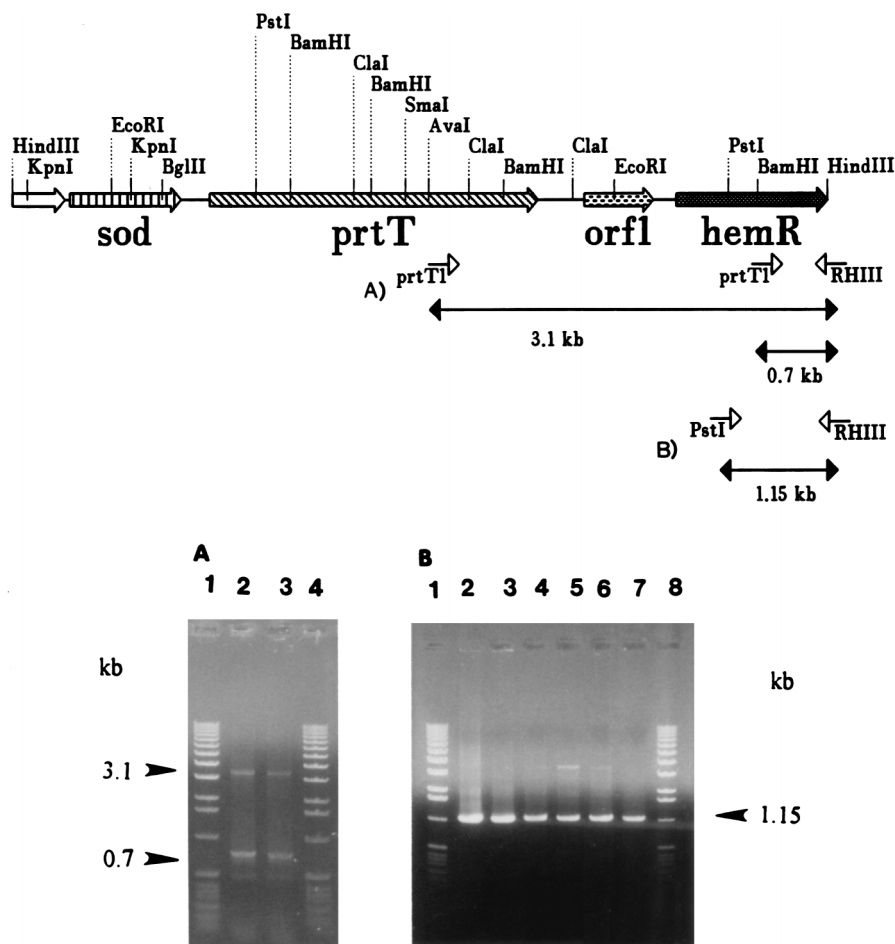 PstI
BamHI
ClaI
BamHI
SmaI
AvaI
ClaI
BamHI
ClaI
EcoRI
PstI
BamHI
HindIII
HindIII
KpnI
EcoRI
KpnI
BglII
sod
prtT
orf1
hemR
A)
prtT1
prtT1
RHIII
3.1 kb
0.7 kb
B)
PstI
RHIII
1.15 kb
A
1 2 3 4
B
1 2 3 4 5 6 7 8
kb
kb
3.1
0.7
1.15